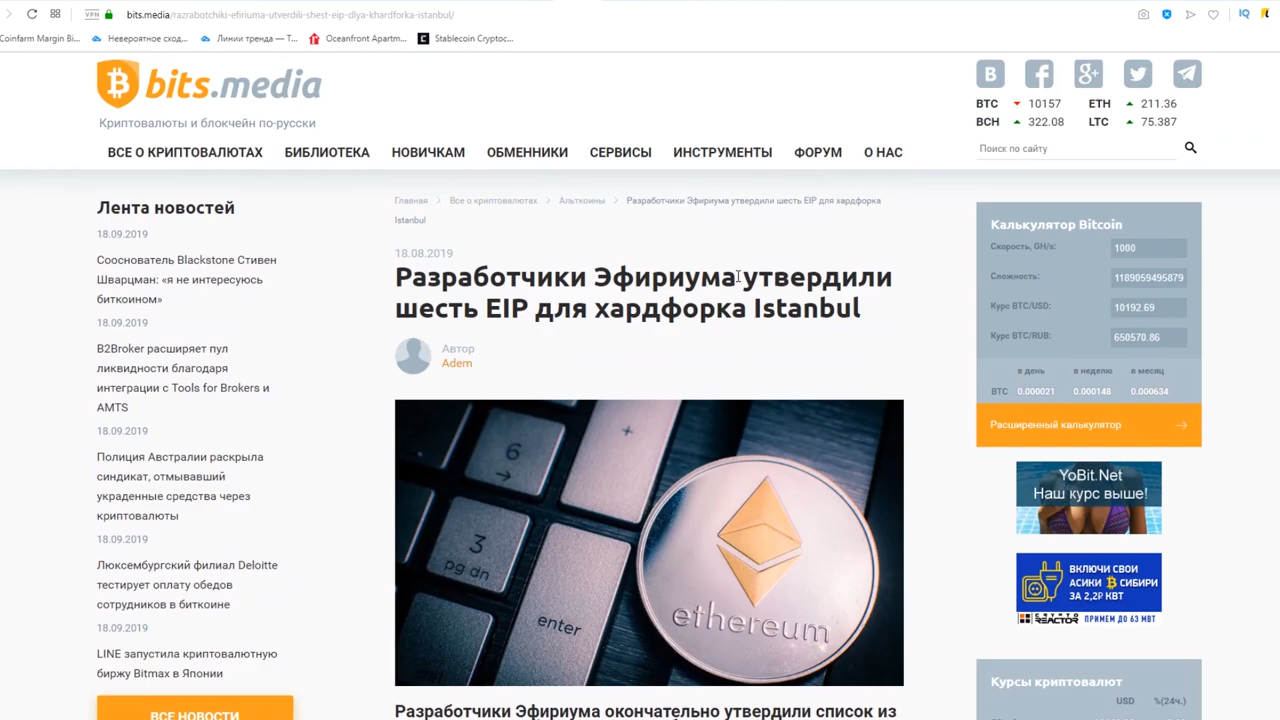 VPN
bits.media/razrabotchiki-efiriuma-utverdili-shest-eip-dlya-khardforka-istanbul/
IQ
Coinfarm Margin Bi...
Невероятное сход...
Линии тренда — Т...
Oceanfront Apartm...
Stablecoin Cryptoc...
bits.media
Криптовалюты и блокчейн по-русски
BTC 10157 ETH 211.36
BCH 322.08 LTC 75.387
ВСЕ О КРИПТОВАЛЮТАХ БИБЛИОТЕКА НОВИЧКАМ ОБМЕННИКИ СЕРВИСЫ ИНСТРУМЕНТЫ ФОРУМ О НАС
Поиск по сайту
Лента новостей
18.09.2019
Сооснователь Blackstone Стивен
Шварцман: «я не интересуюсь
биткоином»
18.09.2019
B2Broker расширяет пул
ликвидности благодаря
интеграции с Tools for Brokers и
AMTS
18.09.2019
Полиция Австралии раскрыла
синдикат, отмывавший
украденные средства через
криптовалюты
18.09.2019
Люксембургский филиал Deloitte
тестирует оплату обедов
сотрудников в биткоине
18.09.2019
LINE запустила криптовалютную
биржу Bitmax в Японии
ВСЕ НОВОСТИ
Главная Все о криптовалютах Альткоины Разработчики Эфириума утвердили шесть EIP для хардфорка
Istanbul
18.08.2019
Разработчики Эфириума утвердили
шесть EIP для хардфорка Istanbul
Автор
Adem
6
+
3
pg dn
enter
ethereum
Разработчики Эфириума окончательно утвердили список из
Калькулятор Bitcoin
Скорость, GH/s: 1000
Сложность: 1189059495879
Курс BTC/USD: 10192.69
Курс BTC/RUB: 650570.86
в день в неделю в месяц
BTC 0.000021 0.000148 0.000634
Расширенный калькулятор
YoBit.Net
Наш курс выше!
ВКЛЮЧИ СВОИ
АСИКИ В СИБИРИ
ЗА 2,2₽ КВТ
CRYPTO REACTOR ПРИМЕМ ДО 63 МВТ
Курсы криптовалют
USD %(24ч.)